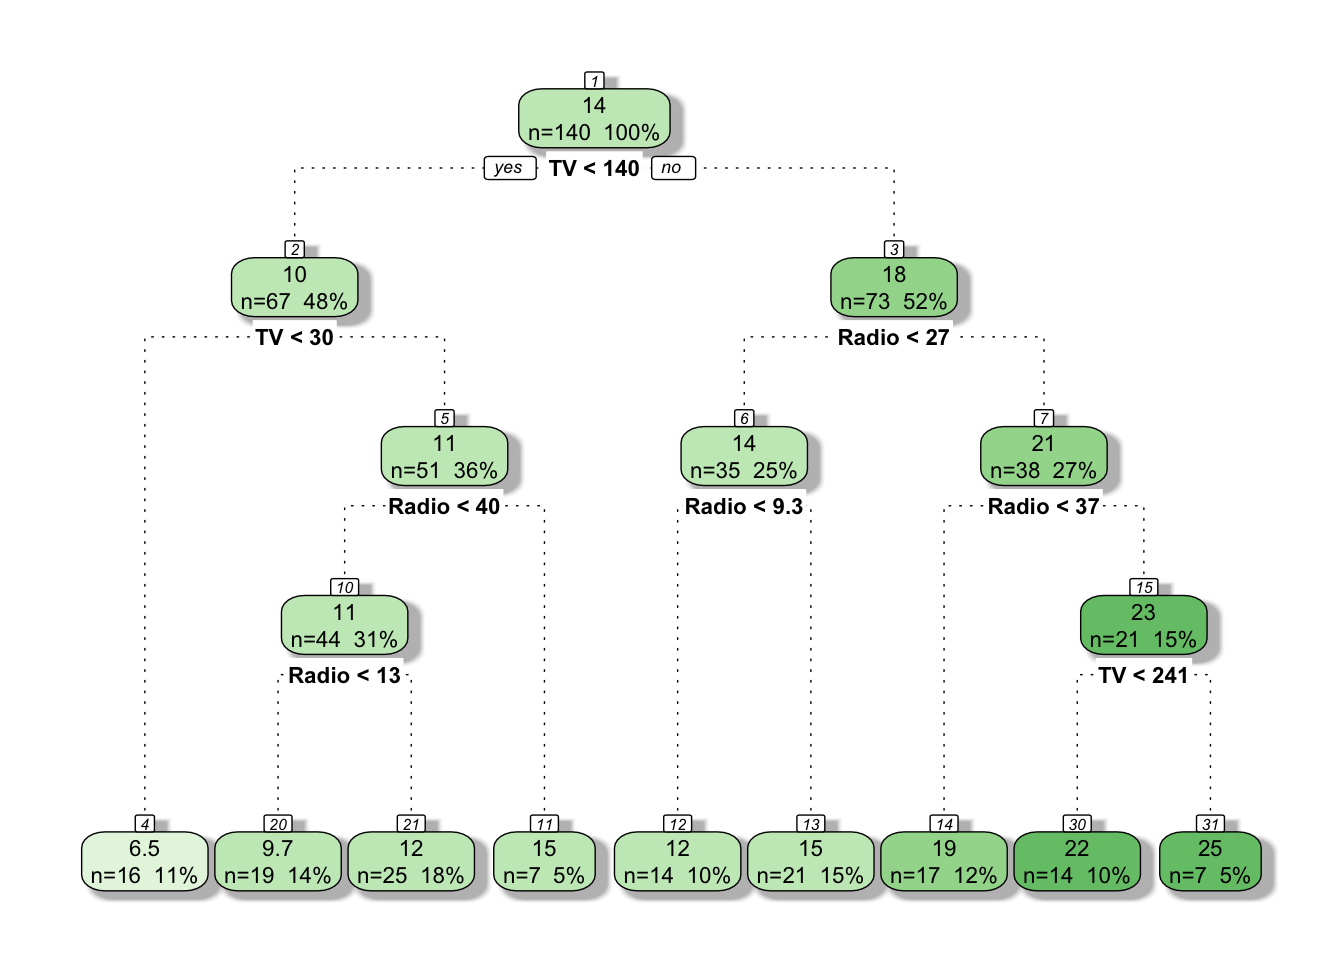 1
14
n=140 100%
yes TV < 140 no
2
10
n=67 48%
TV < 30
3
18
n=73 52%
Radio < 27
5
11
n=51 36%
Radio < 40
6
14
n=35 25%
Radio < 9.3
7
21
n=38 27%
Radio < 37
10
11
n=44 31%
Radio < 13
15
23
n=21 15%
TV < 241
4
6.5
n=16 11%
20
9.7
n=19 14%
21
12
n=25 18%
11
15
n=7 5%
12
12
n=14 10%
13
15
n=21 15%
14
19
n=17 12%
30
22
n=14 10%
31
25
n=7 5%